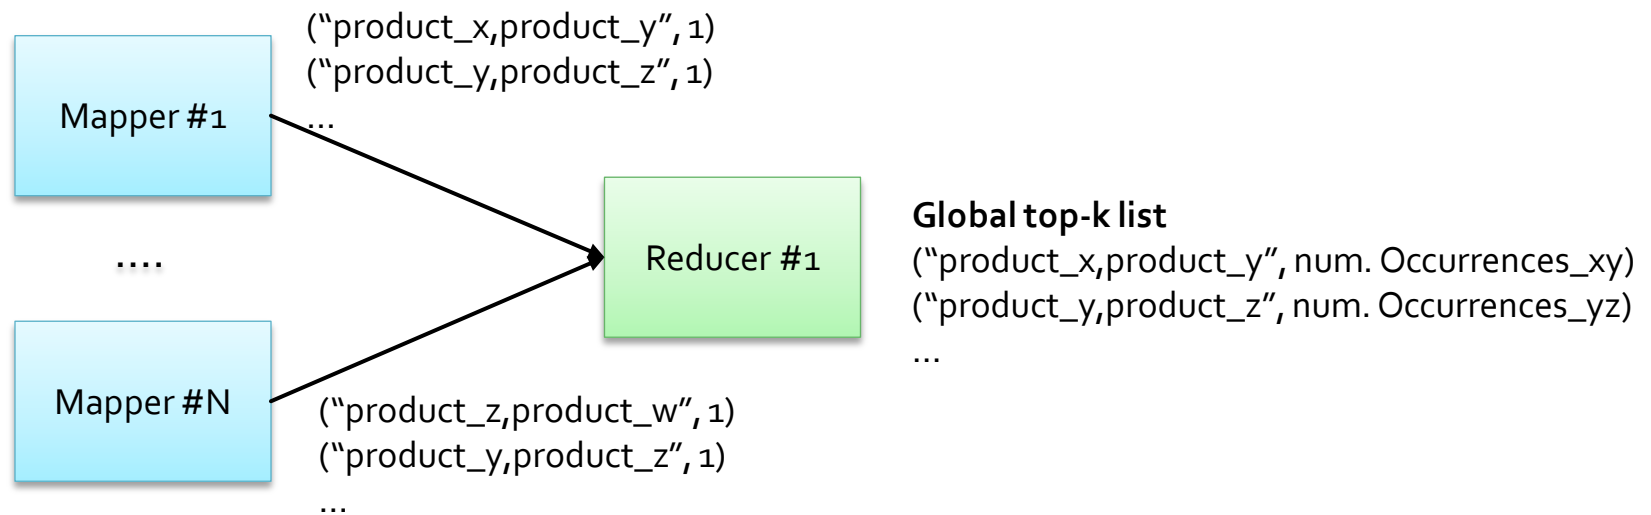 ("product_x,product_y", 1)
("product_y,product_z", 1)
...
Mapper #1
....
Mapper #N
("product_z,product_w", 1)
("product_y,product_z", 1)
...
Reducer #1
Global top-k list
("product_x,product_y", num. Occurrences_xy)
("product_y,product_z", num. Occurrences_yz)
...